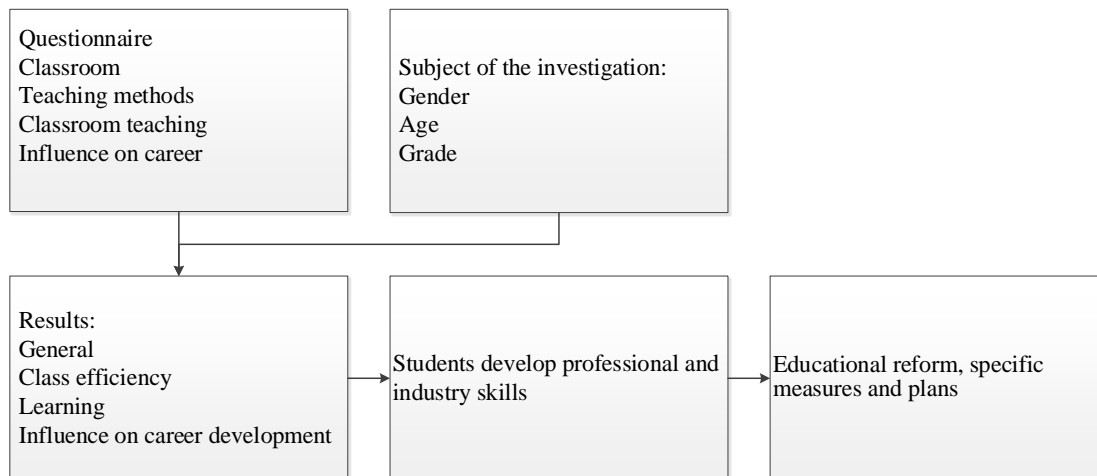 Questionnaire
Classroom
Teaching methods
Classroom teaching
Influence on career
Subject of the investigation:
Gender
Age
Grade
Results:
General
Class efficiency
Learning
Influence on career development
Students develop professional and
industry skills
Educational reform, specific
measures and plans